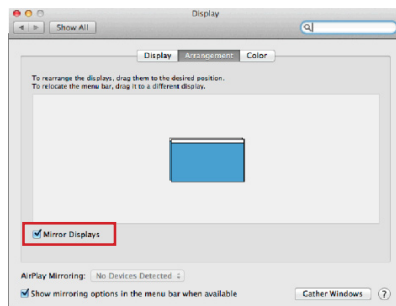 Display
Show All
Display Arrangement Color
To rearrange the displays, drag them to the desired position.
To relocate the menu bar, drag it to a different display.
Mirror Displays
AirPlay Mirroring: No Devices Detected
Show mirroring options in the menu bar when available
Gather Windows ?